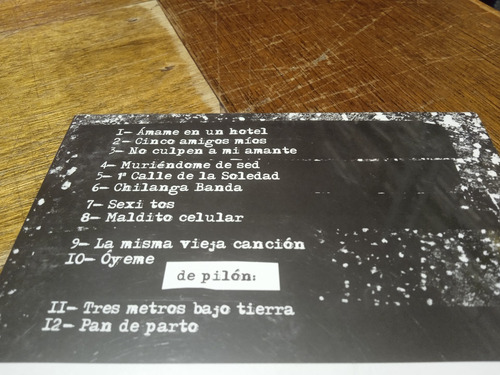 1- Ámame en un hotel
2- Cinco amigos míos
3- No culpen a mi amante
4- Muriéndome de sed
5- 1ª Calle de la Soledad
6- Chilanga Banda
7- Sexi tos
8- Maldito celular
9- La misma vieja canción
10- Óyeme
de pilón:
11- Tres metros bajo tierra
12- Pan de parto